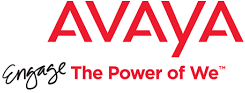 AVAYA
Engage The Power of We™